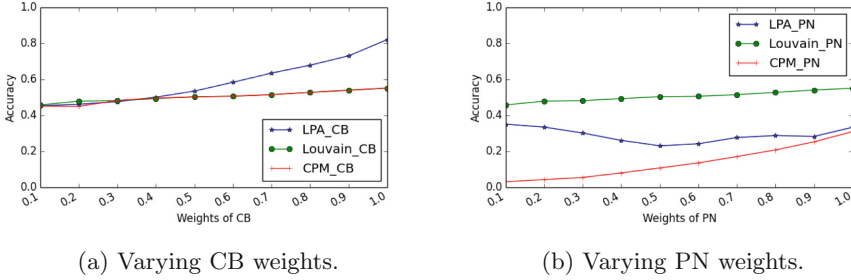 1.0
0.8
0.6
0.4
0.2
0.0
Accuracy
LPA_CB
Louvain_CB
CPM_CB
0.1 0.2 0.3 0.4 0.5 0.6 0.7 0.8 0.9 1.0
Weights of CB
(a) Varying CB weights.
1.0
0.8
0.6
0.4
0.2
0.0
Accuracy
LPA_PN
Louvain_PN
CPM_PN
0.1 0.2 0.3 0.4 0.5 0.6 0.7 0.8 0.9 1.0
Weights of PN
(b) Varying PN weights.